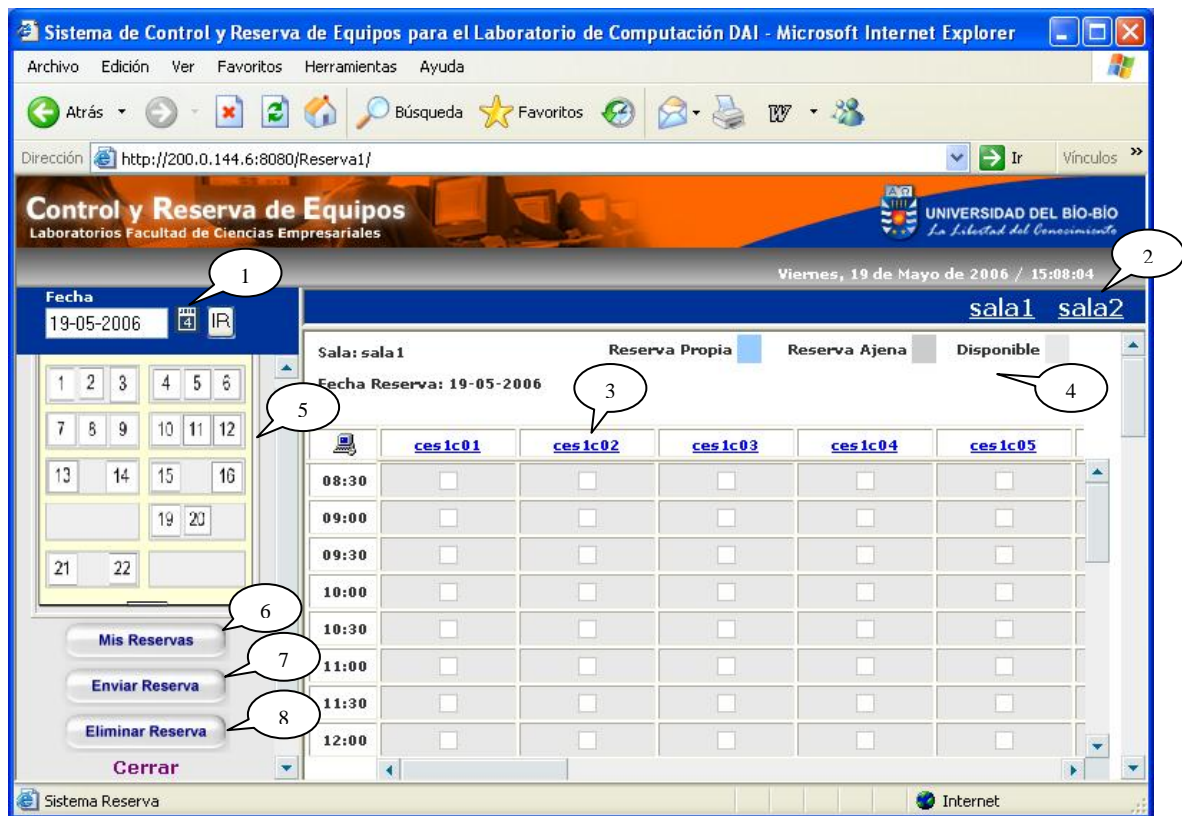 Sistema de Control y Reserva de Equipos para el Laboratorio de Computación DAI - Microsoft Internet Explorer
Archivo Edición Ver Favoritos Herramientas Ayuda
Atrás Búsqueda Favoritos W
Dirección http://200.0.144.6:8080/Reserva1/ Ir Vínculos »
Control y Reserva de Equipos
Laboratorios Facultad de Ciencias Empresariales
UNIVERSIDAD DEL BÍO-BÍO
La Libertad del Conocimiento
Viernes, 19 de Mayo de 2006 / 15:08:04
1
2
Fecha
19-05-2006 4 IR
sala1 sala2
Sala: sala1 Reserva Propia Reserva Ajena Disponible
Fecha Reserva: 19-05-2006
3
4
5
1 2 3 4 5 6
7 8 9 10 11 12
13 14 15 16
19 20
21 22
ces1c01 ces1c02 ces1c03 ces1c04 ces1c05
08:30
09:00
09:30
10:00
10:30
11:00
11:30
12:00
6
Mis Reservas
7
Enviar Reserva
8
Eliminar Reserva
Cerrar
Sistema Reserva Internet